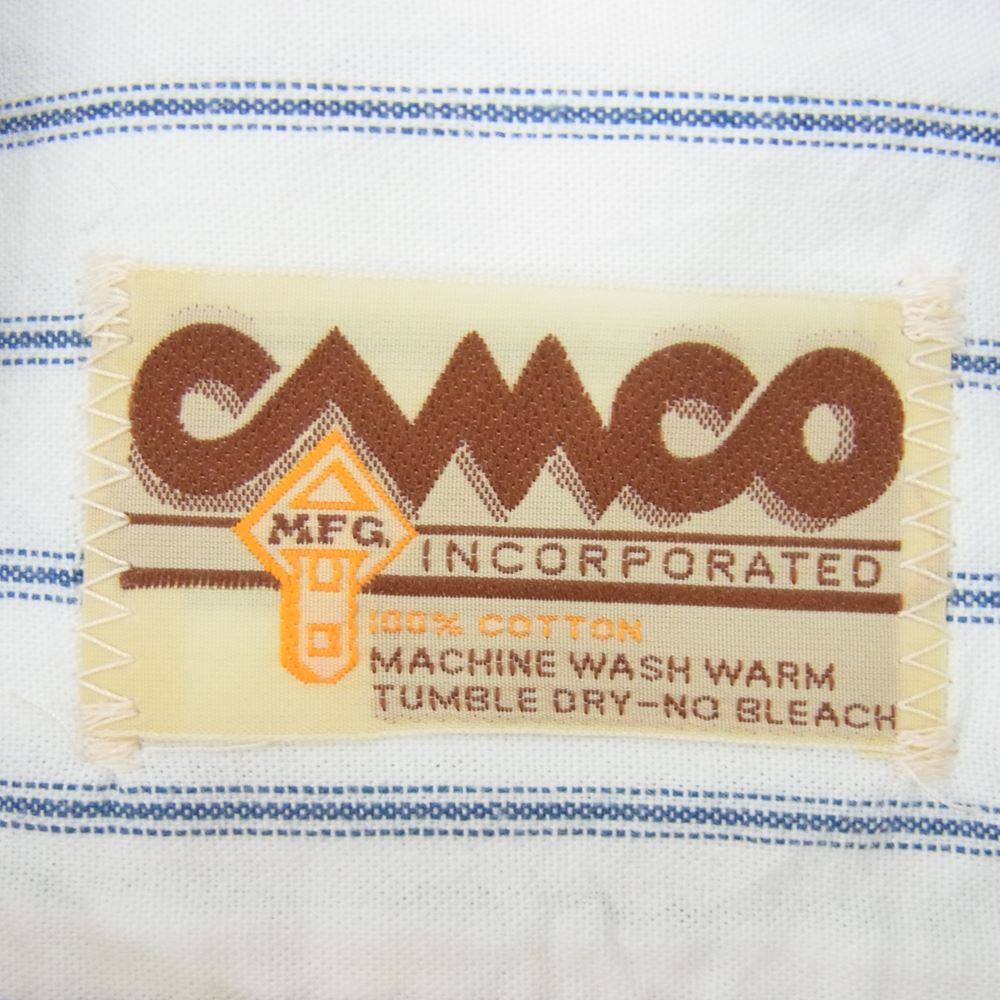 CAMCO
MFG.
INCORPORATED
100% COTTON
MACHINE WASH WARM
TUMBLE DRY-NO BLEACH